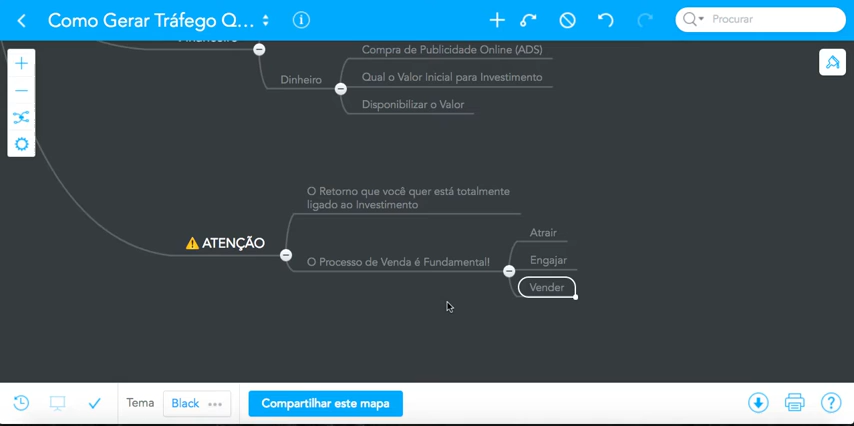 Como Gerar Tráfego Q...
Procurar
Compra de Publicidade Online (ADS)
Dinheiro
Qual o Valor Inicial para Investimento
Disponibilizar o Valor
O Retorno que você quer está totalmente
ligado ao Investimento
ATENÇÃO
O Processo de Venda é Fundamental!
Atrair
Engajar
Vender
Tema
Black
Compartilhar este mapa